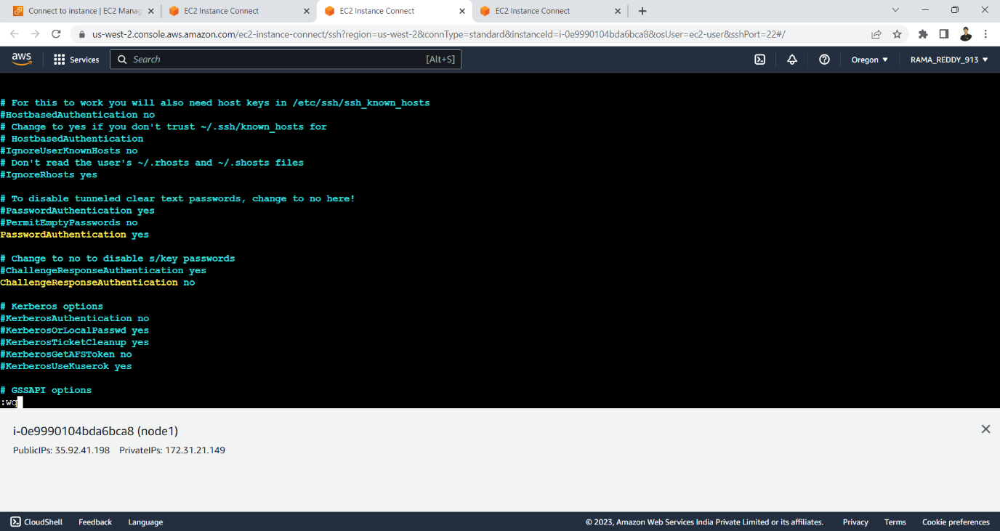 Connect to instance | EC2 Manag
EC2 Instance Connect
EC2 Instance Connect
EC2 Instance Connect
us-west-2.console.aws.amazon.com/ec2-instance-connect/ssh?region=us-west-2&connType=standard&instanceId=i-0e9990104bda6bca8&osUser=ec2-user&sshPort=22#/
aws Services Search [Alt+S] Oregon RAMA_REDDY_913
# For this to work you will also need host keys in /etc/ssh/ssh_known_hosts
#HostbasedAuthentication no
# Change to yes if you don't trust ~/.ssh/known_hosts for
# HostbasedAuthentication
#IgnoreUserKnownHosts no
# Don't read the user's ~/.rhosts and ~/.shosts files
#IgnoreRhosts yes
# To disable tunneled clear text passwords, change to no here!
#PasswordAuthentication yes
#PermitEmptyPasswords no
PasswordAuthentication yes
# Change to no to disable s/key passwords
#ChallengeResponseAuthentication yes
ChallengeResponseAuthentication no
# Kerberos options
#KerberosAuthentication no
#KerberosOrLocalPasswd yes
#KerberosTicketCleanup yes
#KerberosGetAFSToken no
#KerberosUseKuserok yes
# GSSAPI options
:wq
i-0e9990104bda6bca8 (node1)
PublicIPs: 35.92.41.198 PrivateIPs: 172.31.21.149
CloudShell Feedback Language © 2023, Amazon Web Services India Private Limited or its affiliates. Privacy Terms Cookie preferences